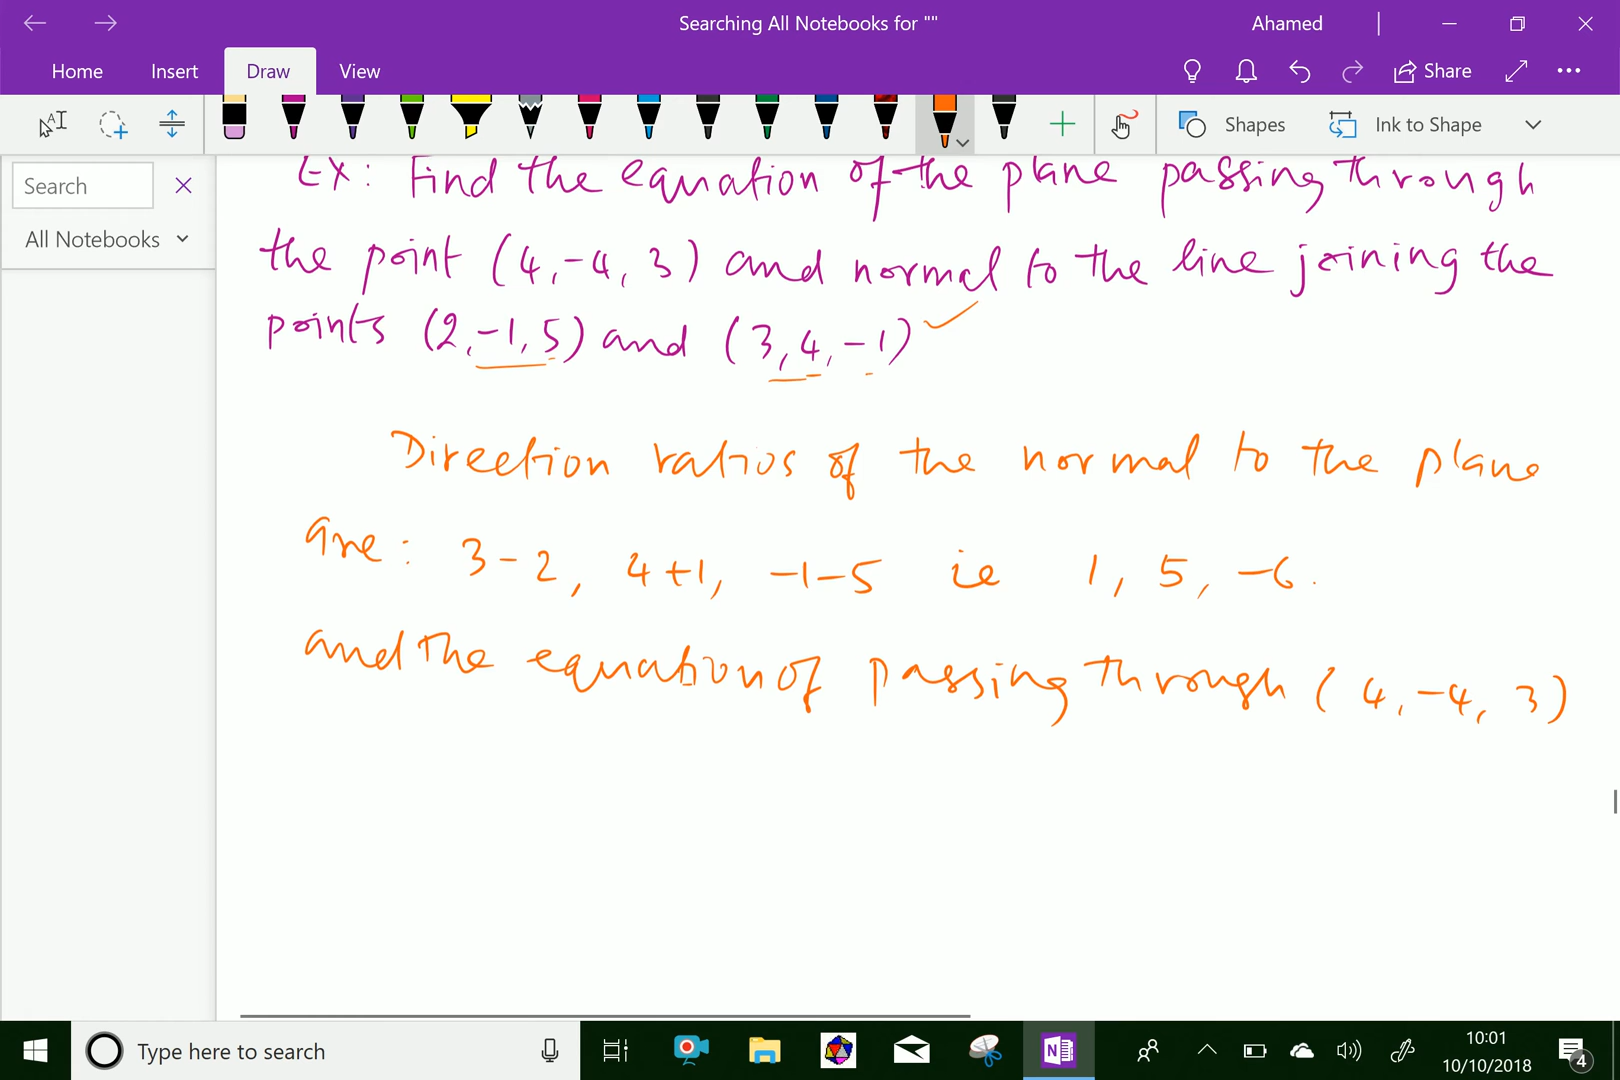 Searching All Notebooks for ""
Ahamed
Home Insert Draw View
Share
Shapes Ink to Shape
Search
All Notebooks
Ex: Find the equation of the plane passing through
the point (4,-4, 3) and normal to the line joining the
points (2,-1,5) and (3,4,-1)
Direction ratios of the normal to the plane
are: 3-2, 4+1, -1-5 ie 1, 5, -6.
and the equation of passing through (4,-4, 3)
Type here to search
10:01
10/10/2018
4